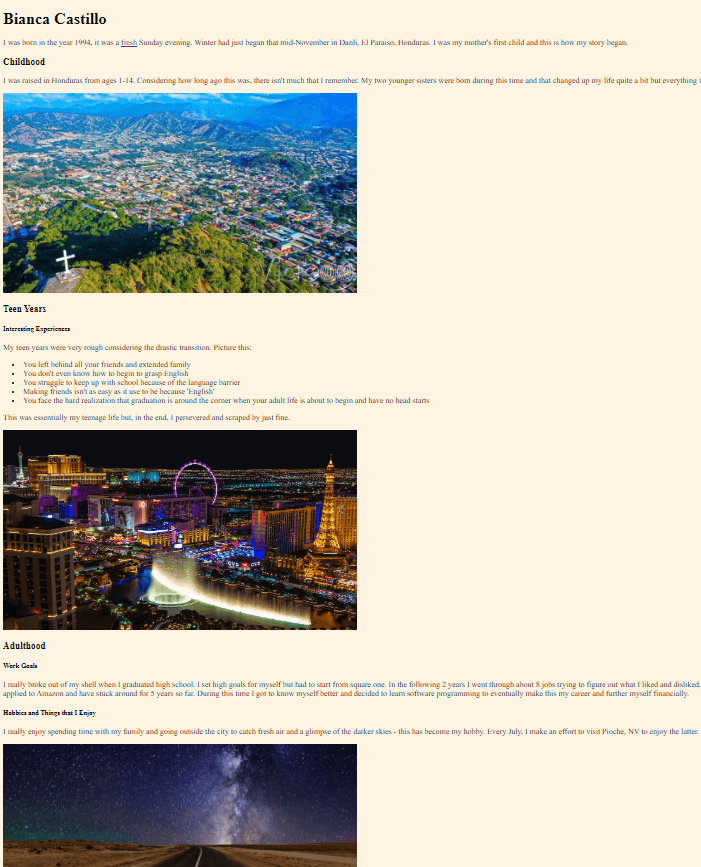 Bianca Castillo
I was born in the year 1994, it was a fresh Sunday evening. Winter had just began that mid-November in Danli, El Paraiso, Honduras. I was my mother's first child and this is how my story began.
Childhood
I was raised in Honduras from ages 1-14. Considering how long ago this was, there isn't much that I remember. My two younger sisters were born during this time and that changed up my life quite a bit but everything
Teen Years
Interesting Experiences
My teen years were very rough considering the drastic transition. Picture this:
• You left behind all your friends and extended family
• You don't even know how to begin to grasp English
• You struggle to keep up with school because of the language barrier
• Making friends isn't as easy as it use to be because 'English'
• You face the hard realization that graduation is around the corner when your adult life is about to begin and have no head starts
This was essentially my teenage life but, in the end, I persevered and scraped by just fine.
Adulthood
Work Goals
I really broke out of my shell when I graduated high school. I set high goals for myself but had to start from square one. In the following 2 years I went through about 8 jobs trying to figure out what I liked and disliked.
applied to Amazon and have stuck around for 5 years so far. During this time I got to know myself better and decided to learn software programming to eventually make this my career and further myself financially.
Hobbies and Things that I Enjoy
I really enjoy spending time with my family and going outside the city to catch fresh air and a glimpse of the darker skies - this has become my hobby. Every July, I make an effort to visit Pioche, NV to enjoy the latter.